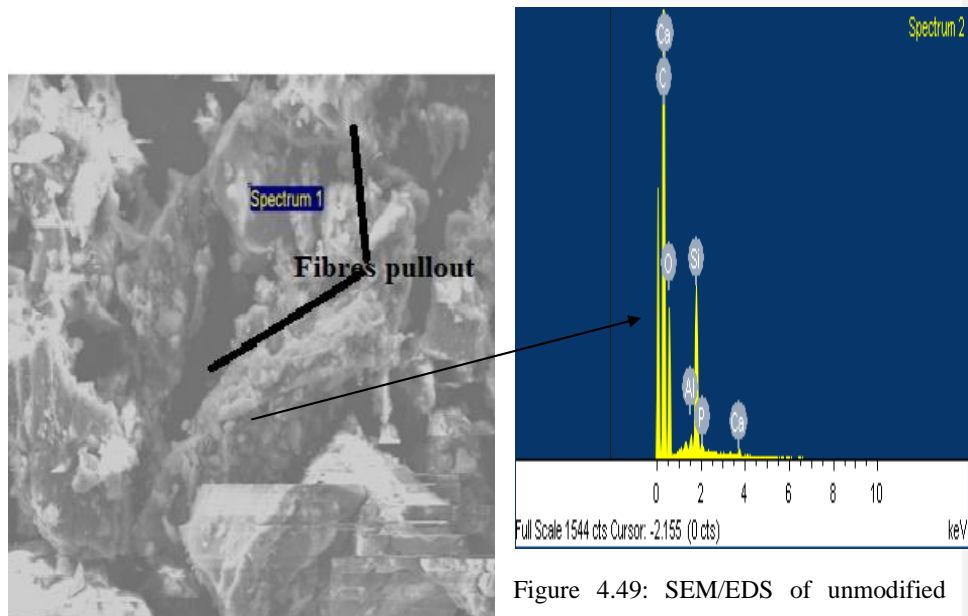 Spectrum 1
Fibres pullout
Spectrum 2
Ca
C
O
Si
Al
P
Ca
0 2 4 6 8 10
Full Scale 1544 cts Cursor: -2.155 (0 cts) keV
Figure 4.49: SEM/EDS of unmodified